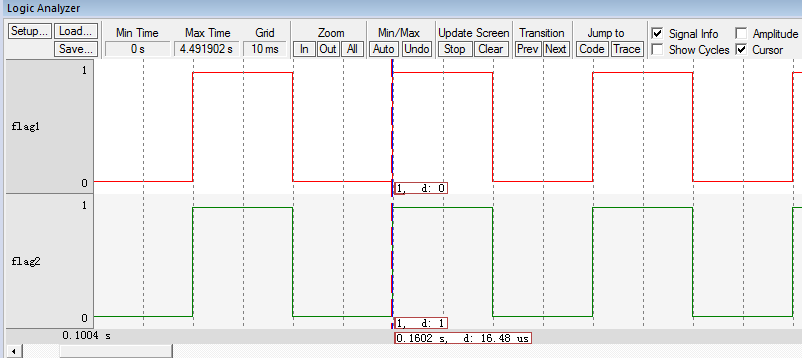 Logic Analyzer
Setup... Load... Min Time Max Time Grid Zoom Min/Max Update Screen Transition Jump to Signal Info Amplitude
Save... 0 s 4.491902 s 10 ms In Out All Auto Undo Stop Clear Prev Next Code Trace Show Cycles Cursor
1
flag1
0
1, d: 0
1
flag2
0
1, d: 1
0.1004 s
0.1602 s, d: 16.48 us